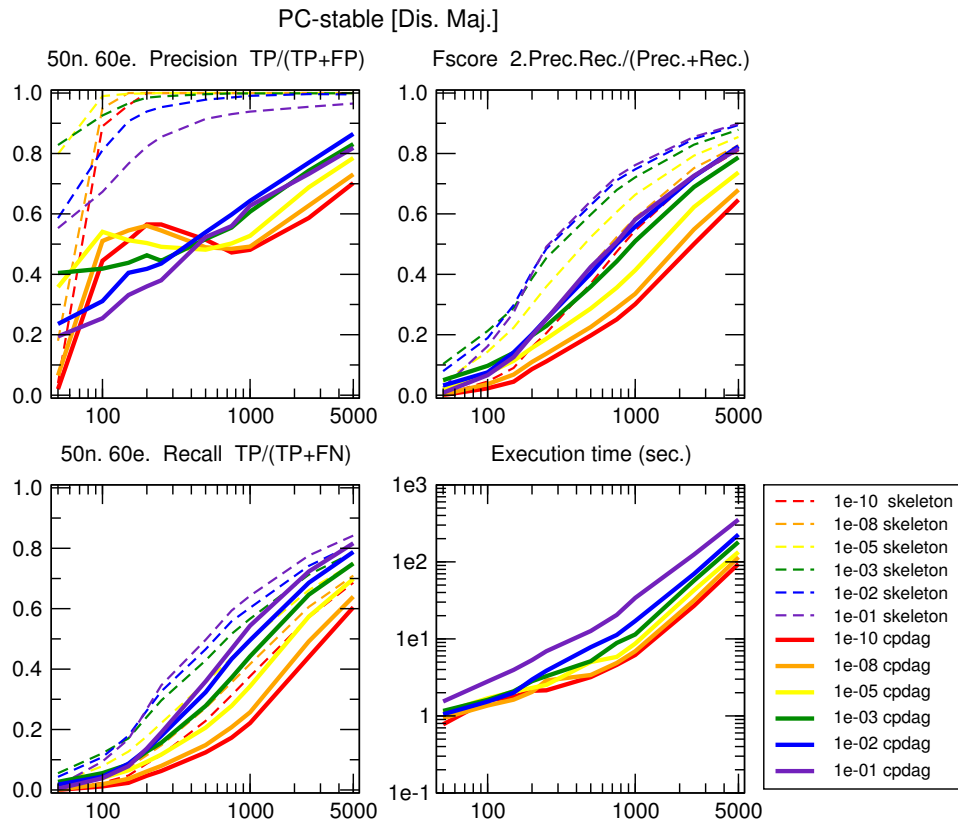 PC-stable [Dis. Maj.]
50n. 60e. Precision TP/(TP+FP)
Fscore 2.Prec.Rec./(Prec.+Rec.)
1.0
0.8
0.6
0.4
0.2
0.0
100
1000
5000
1.0
0.8
0.6
0.4
0.2
0.0
100
1000
5000
50n. 60e. Recall TP/(TP+FN)
Execution time (sec.)
1.0
0.8
0.6
0.4
0.2
0.0
100
1000
5000
1e3
1e+2
1e+1
1
1e-1
100
1000
5000
1e-10 skeleton
1e-08 skeleton
1e-05 skeleton
1e-03 skeleton
1e-02 skeleton
1e-01 skeleton
1e-10 cpdag
1e-08 cpdag
1e-05 cpdag
1e-03 cpdag
1e-02 cpdag
1e-01 cpdag